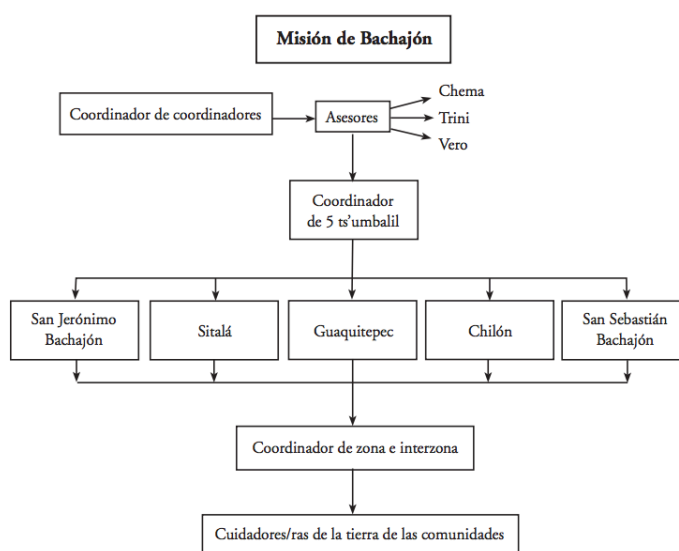 Misión de Bachajón
Coordinador de coordinadores
Asesores
Chema
Trini
Vero
Coordinador
de 5 ts'umbalil
San Jerónimo
Bachajón
Sitalá
Guaquitepec
Chilón
San Sebastián
Bachajón
Coordinador de zona e interzona
Cuidadores/ras de la tierra de las comunidades